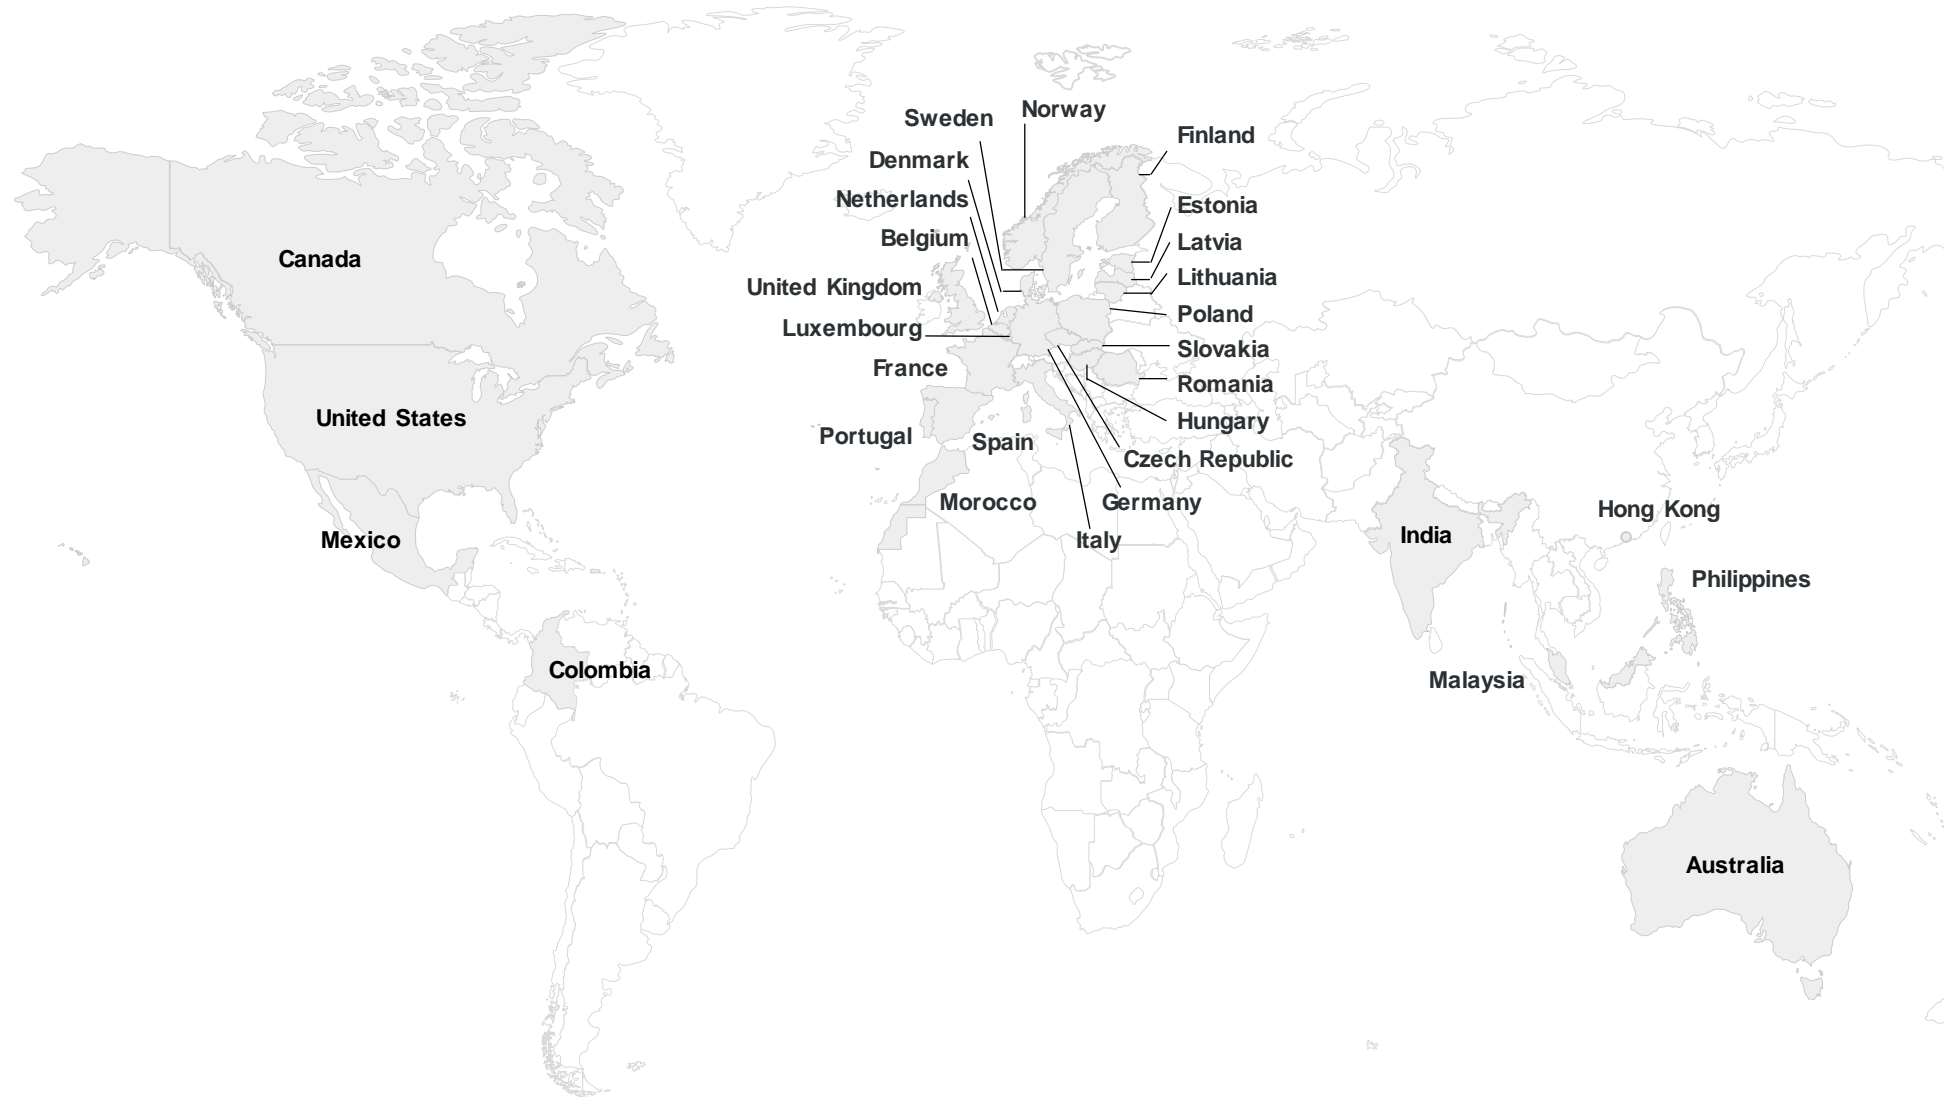 Norway
Sweden
Finland
Denmark
Netherlands
Estonia
Belgium
Latvia
Lithuania
United Kingdom
Poland
Luxembourg
Slovakia
France
Romania
Hungary
Portugal
Spain
Czech Republic
Morocco
Germany
Italy
Canada
United States
Mexico
Colombia
India
Hong Kong
Philippines
Malaysia
Australia